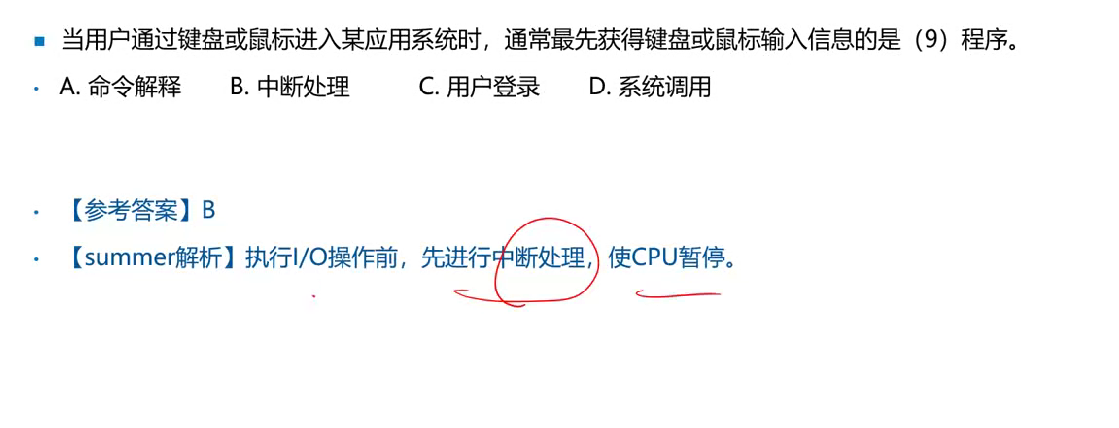 ■ 当用户通过键盘或鼠标进入某应用系统时，通常最先获得键盘或鼠标输入信息的是（9）程序。
• A. 命令解释 B. 中断处理 C. 用户登录 D. 系统调用
• 【参考答案】B
• 【summer解析】执行I/O操作前，先进行中断处理，使CPU暂停。